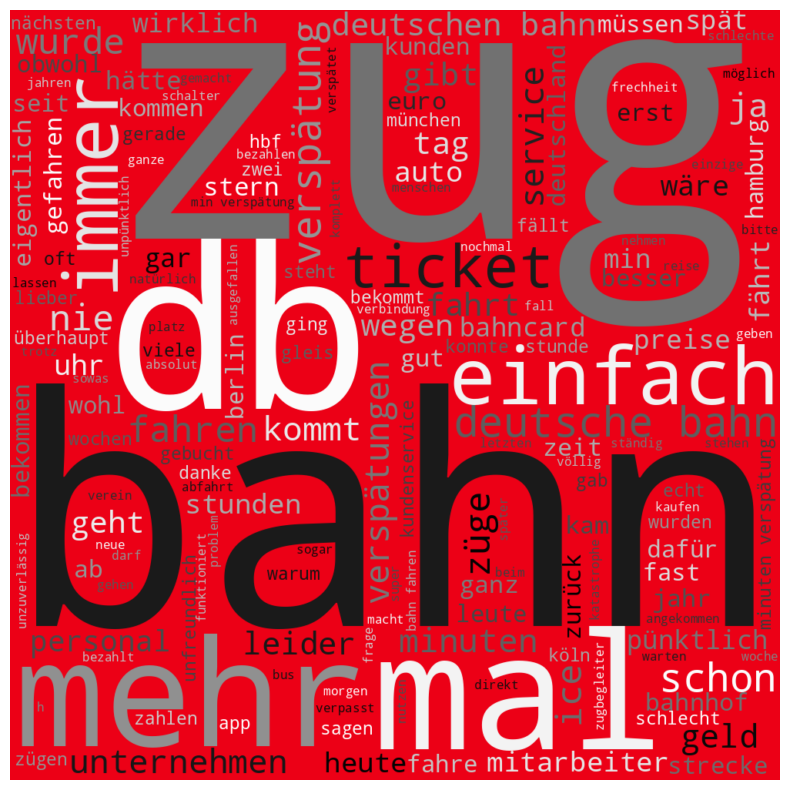 nächsten
wirklich
deutschen bahn
müssen
spät
schlechte
wurde
kunden
obwohl
zug
jahren
hätte
gemacht
schalter
verspätung
verspätet
gibt
service
deutschland
frechheit
möglich
seit
kommen
euro
erst
ja
immer
gerade
hbf
münchen
tag
eigentlich
gefahren
ganze
bezahlen
zwei
auto
einzige
wäre
hamburg
unpünktlich
stern
menschen
min verspätung
komplett
fällt
bitte
oft
gar
db
nochmal
nehmen
lassen
natürlich
ausgefallen
steht
ticket
min
reise
fährt
lieber
besser
bekommt
fahrt
fall
nie
verbindung
platz
ging
wegen
bahncard
preise
geben
überhaupt
trotz
viele
berlin
gleis
gut
konnte
stunde
uhr
absolut
einfach
sowas
bekommen
wohl
fahren
kommt
verspätungen
kundenservice
deutsche bahn
wochen
gebucht
letzten
zeit
ständig
stehen
danke
völlig
bahn
abfahrt
gab
minuten verspätung
verein
stunden
züge
später
echt
kaufen
unzuverlässig
geht
problem
kam
wurden
neue
darf
sogar
dafür
ab
funktioniert
warum
bahn fahren
beim
katastrophe
fast
gehen
ganz
zurück
jahr
leute
angekommen
unfreundlich
frage
macht
personal
leider
minuten
pünktlich
bezahlt
mehr
mal
köln
warten
woche
bus
direkt
ice
zugbegleiter
schon
morgen
bahnhof
h
verpasst
zahlen
app
sagen
schlecht
geld
zügen
unternehmen
heute
fahre
mitarbeiter
strecke